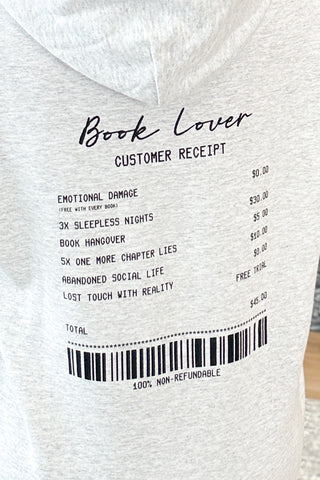 Book Lover
CUSTOMER RECEIPT
EMOTIONAL DAMAGE $0.00
(FREE WITH EVERY BOOK)
3X SLEEPLESS NIGHTS $30.00
BOOK HANGOVER $5.00
5X ONE MORE CHAPTER LIES $10.00
ABANDONED SOCIAL LIFE $0.00
LOST TOUCH WITH REALITY FREE TRIAL
TOTAL $45.00
100% NON-REFUNDABLE